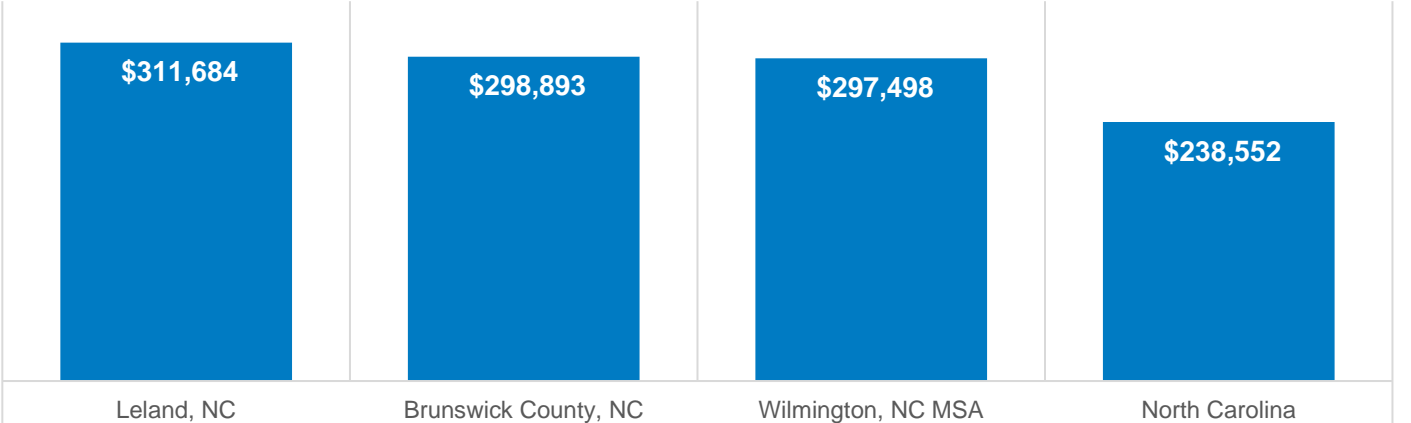 $311,684
$298,893
$297,498
$238,552
Leland, NC
Brunswick County, NC
Wilmington, NC MSA
North Carolina